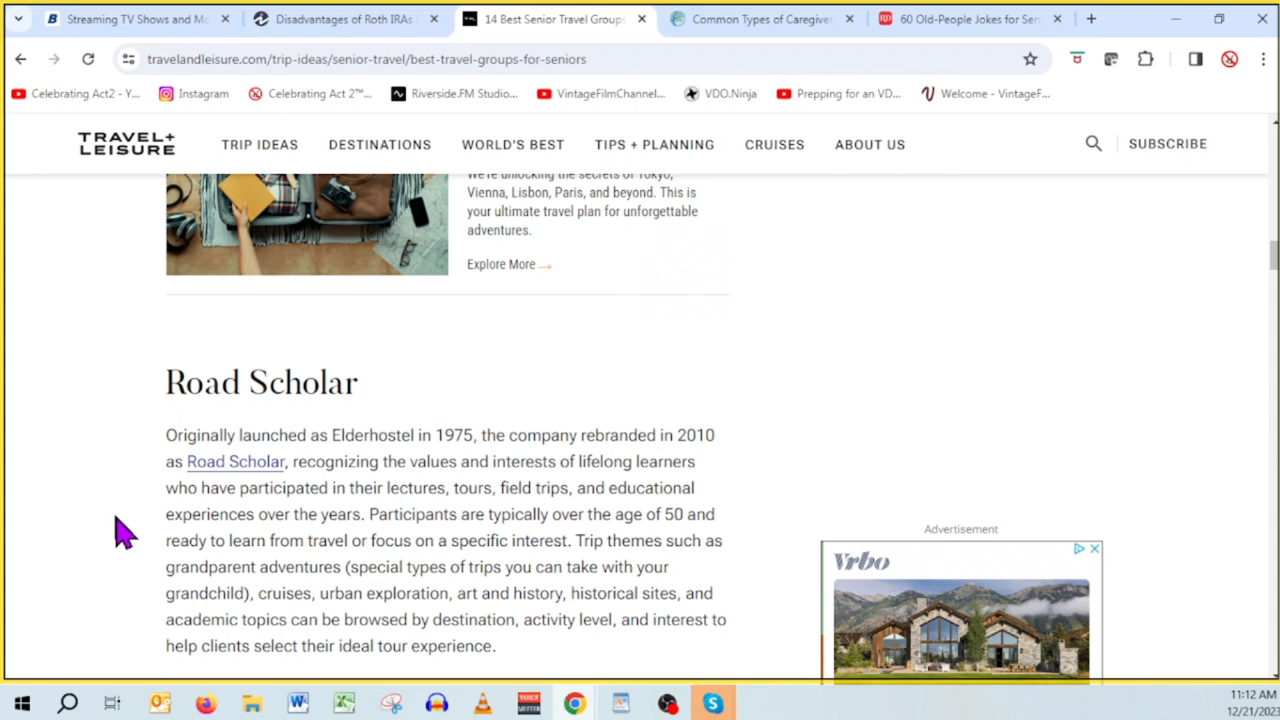 Streaming TV Shows and Mo
Disadvantages of Roth IRAs
14 Best Senior Travel Groups
Common Types of Caregiver
60 Old-People Jokes for Sen
travelandleisure.com/trip-ideas/senior-travel/best-travel-groups-for-seniors
Celebrating Act2 - Y...
Instagram
Celebrating Act 2™...
Riverside.FM Studio...
VintageFilmChannel...
VDO.Ninja
Prepping for an VD...
Welcome - VintageF...
TRAVEL+
LEISURE
TRIP IDEAS
DESTINATIONS
WORLD'S BEST
TIPS + PLANNING
CRUISES
ABOUT US
SUBSCRIBE
We're unlocking the secrets of Tokyo,
Vienna, Lisbon, Paris, and beyond. This is
your ultimate travel plan for unforgettable
adventures.
Explore More →
Road Scholar
Originally launched as Elderhostel in 1975, the company rebranded in 2010
as Road Scholar, recognizing the values and interests of lifelong learners
who have participated in their lectures, tours, field trips, and educational
experiences over the years. Participants are typically over the age of 50 and
ready to learn from travel or focus on a specific interest. Trip themes such as
grandparent adventures (special types of trips you can take with your
grandchild), cruises, urban exploration, art and history, historical sites, and
academic topics can be browsed by destination, activity level, and interest to
help clients select their ideal tour experience.
Advertisement
Vrbo
11:12 AM
12/21/2023